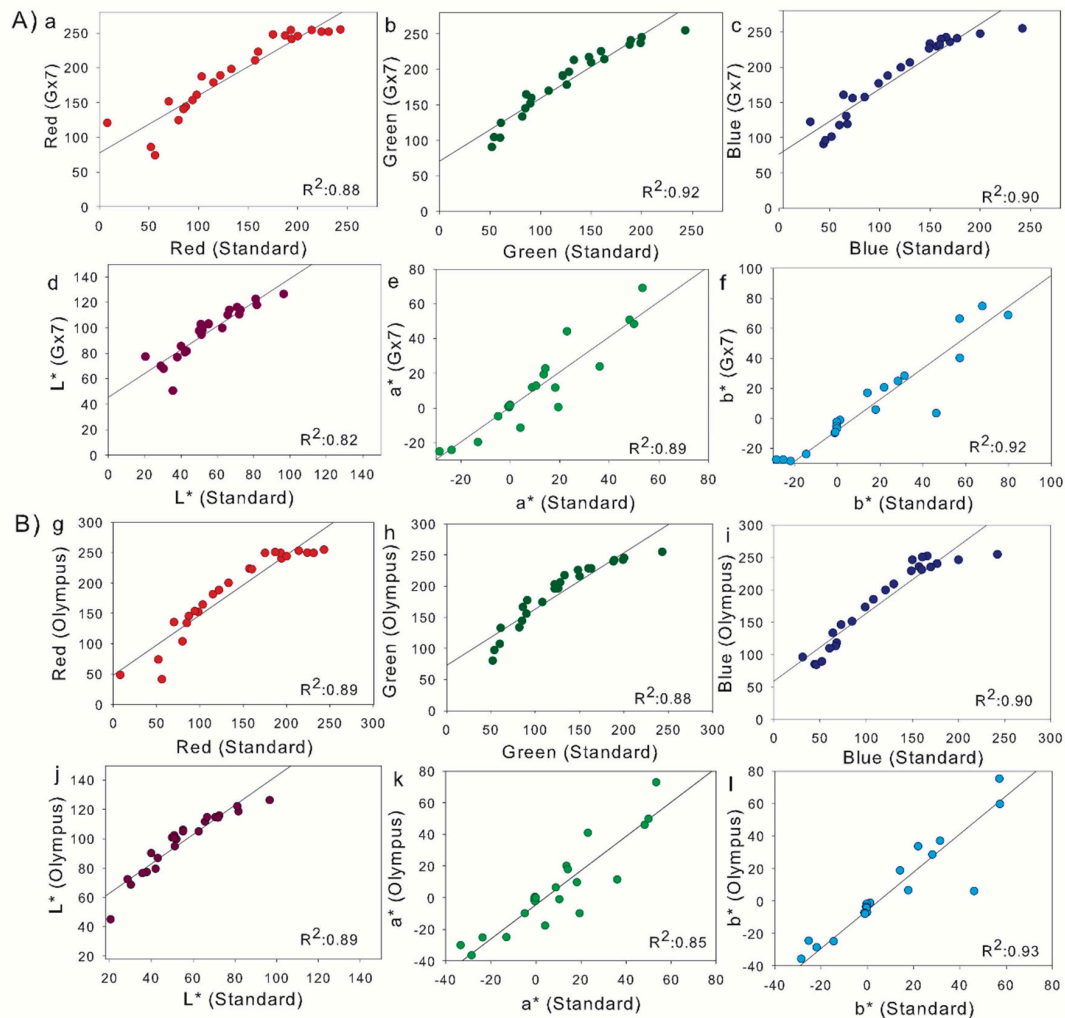 A) a
Red (Gx7)
300
250
200
150
100
50
0
0 50 100 150 200 250
Red (Standard)
R²:0.88
b
Green (Gx7)
300
250
200
150
100
50
0
0 50 100 150 200 250
Green (Standard)
R²:0.92
c
Blue (Gx7)
300
250
200
150
100
50
0
0 50 100 150 200 250
Blue (Standard)
R²:0.90
d
L* (Gx7)
140
120
100
80
60
40
20
0
0 20 40 60 80 100 120 140
L* (Standard)
R²:0.82
e
a* (Gx7)
80
60
40
20
0
-20
-20 0 20 40 60 80
a* (Standard)
R²:0.89
f
b* (Gx7)
100
80
60
40
20
0
-20
-20 0 20 40 60 80 100
b* (Standard)
R²:0.92
B) g
Red (Olympus)
300
250
200
150
100
50
0
0 50 100 150 200 250 300
Red (Standard)
R²:0.89
h
Green (Olympus)
300
250
200
150
100
50
0
0 50 100 150 200 250 300
Green (Standard)
R²:0.88
i
Blue (Olympus)
300
250
200
150
100
50
0
0 50 100 150 200 250 300
Blue (Standard)
R²:0.90
j
L* (Olympus)
140
120
100
80
60
40
20
20 40 60 80 100 120 140
L* (Standard)
R²:0.89
k
a* (Olympus)
80
60
40
20
0
-20
-40
-40 -20 0 20 40 60 80
a* (Standard)
R²:0.85
l
b* (Olympus)
80
60
40
20
0
-20
-40
-40 -20 0 20 40 60 80
b* (Standard)
R²:0.93